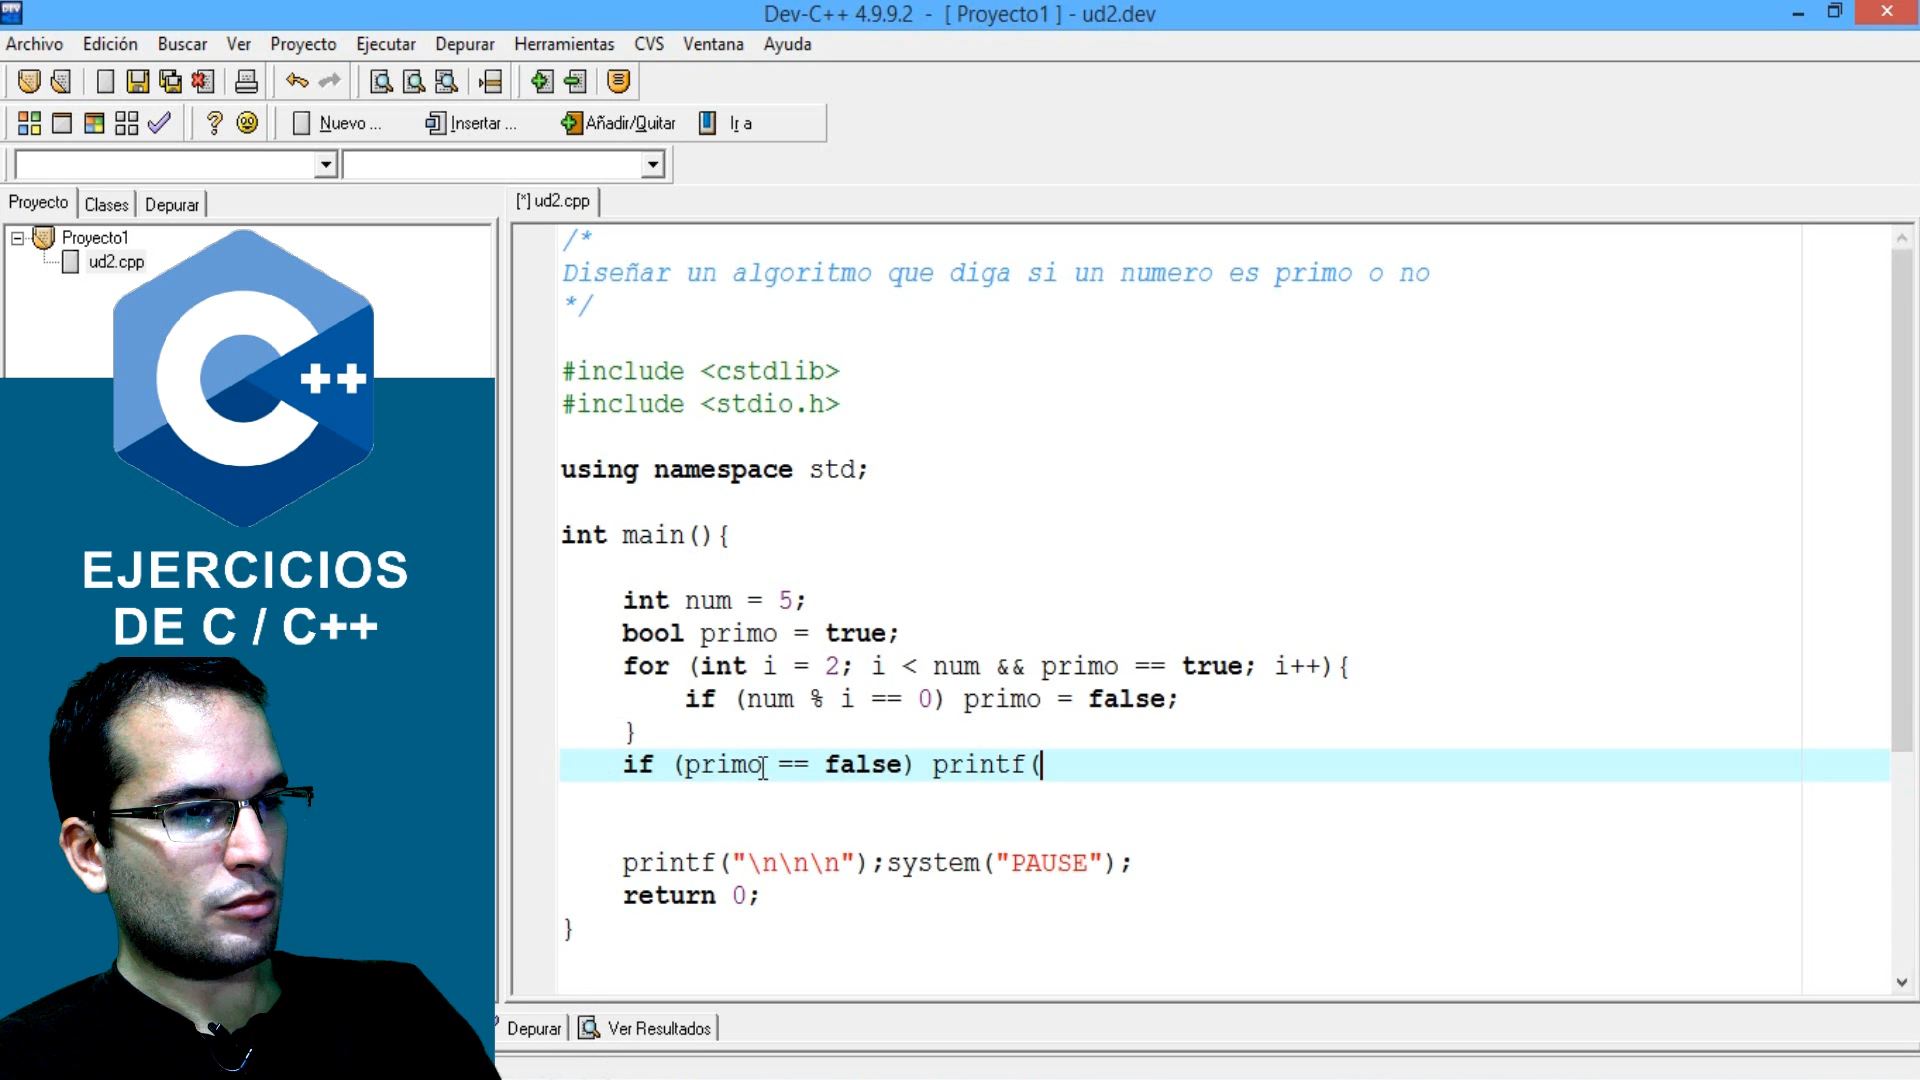 Dev-C++ 4.9.9.2 - [ Proyecto1 ] - ud2.dev
Archivo Edición Buscar Ver Proyecto Ejecutar Depurar Herramientas CVS Ventana Ayuda
Nuevo ... Insertar ... Añadir/Quitar Ir a
Proyecto Clases Depurar
[*] ud2.cpp
Proyecto1
ud2.cpp
++
EJERCICIOS
DE C / C++
/*
Diseñar un algoritmo que diga si un numero es primo o no
*/
#include <cstdlib>
#include <stdio.h>
using namespace std;
int main(){
int num = 5;
bool primo = true;
for (int i = 2; i < num && primo == true; i++){
if (num % i == 0) primo = false;
}
if (primo == false) printf(
printf("\n\n\n");system("PAUSE");
return 0;
}
Depurar Ver Resultados